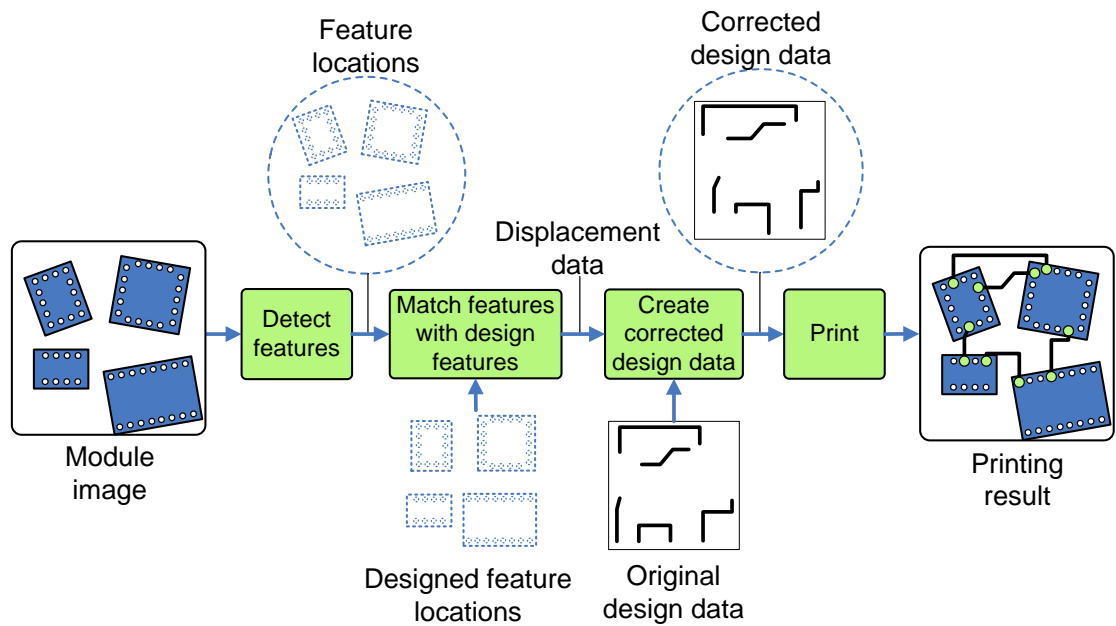 Feature
locations
Corrected
design data
Displacement
data
Detect
features
Match features
with design
features
Create
corrected
design data
Print
Module
image
Printing
result
Designed feature
locations
Original
design data